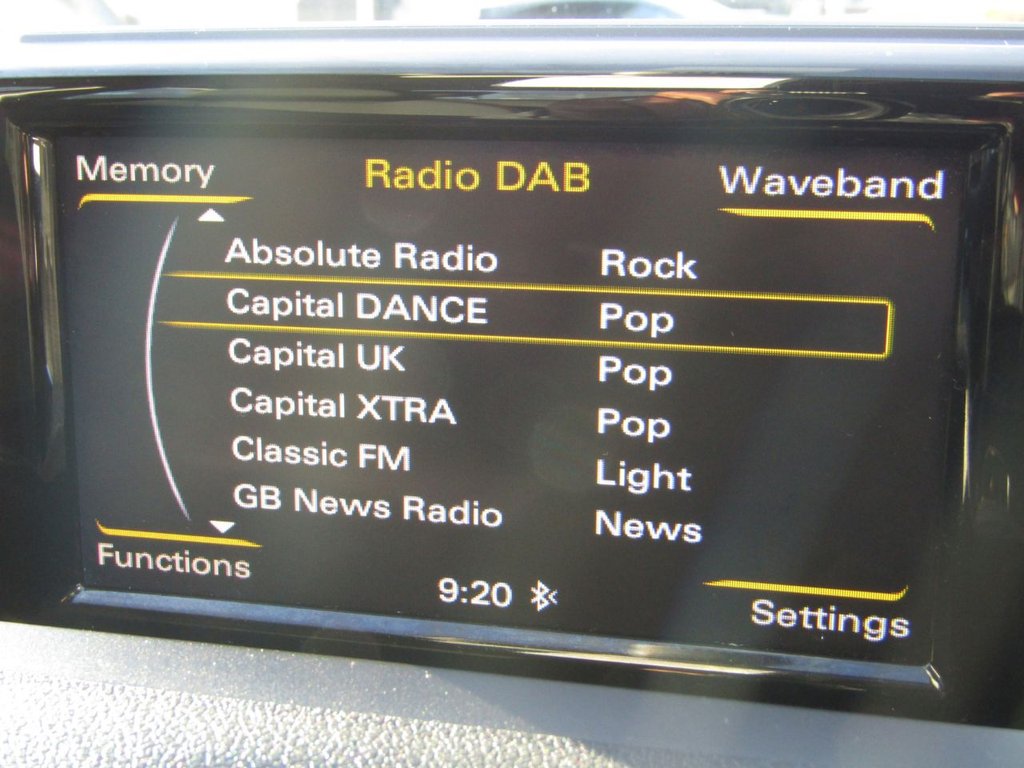 Memory Radio DAB Waveband
Absolute Radio Rock
Capital DANCE Pop
Capital UK Pop
Capital XTRA Pop
Classic FM Light
GB News Radio News
Functions 9:20 Settings